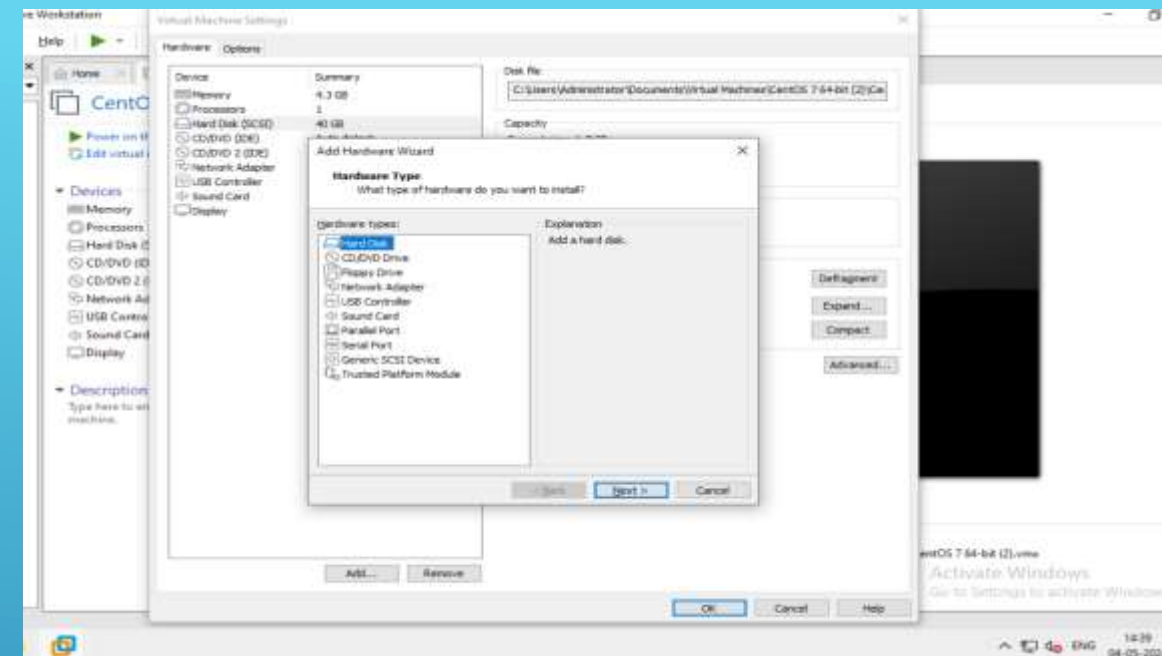 Workstation
Virtual Machine Settings
Help
Hardware Options
Home
CentO
Power on th
Edit virtual
Devices
Memory
Processors
Hard Disk (S
CD/DVD (ID
CD/DVD 2 (I
Network Ad
USB Contro
Sound Card
Display
Description
Type here to en
machine.
Device Summary
Memory 4.3 GB
Processors 1
Hard Disk (SCSI) 40 GB
CD/DVD (IDE)
CD/DVD 2 (IDE)
Network Adapter
USB Controller
Sound Card
Display
Add... Remove
Disk file
C:\Users\Administrator\Documents\Virtual Machines\CentOS 7 64-bit (2)\Ce
Capacity
Defragment
Expand...
Compact
Advanced...
Add Hardware Wizard
Hardware Type
What type of hardware do you want to install?
Hardware types:
Hard Disk
CD/DVD Drive
Floppy Drive
Network Adapter
USB Controller
Sound Card
Parallel Port
Serial Port
Generic SCSI Device
Trusted Platform Module
Explanation
Add a hard disk.
< Back Next > Cancel
OK Cancel Help
entOS 7 64-bit (2).vmx
Activate Windows
Go to Settings to activate Window
ENG 14:39
04-05-202